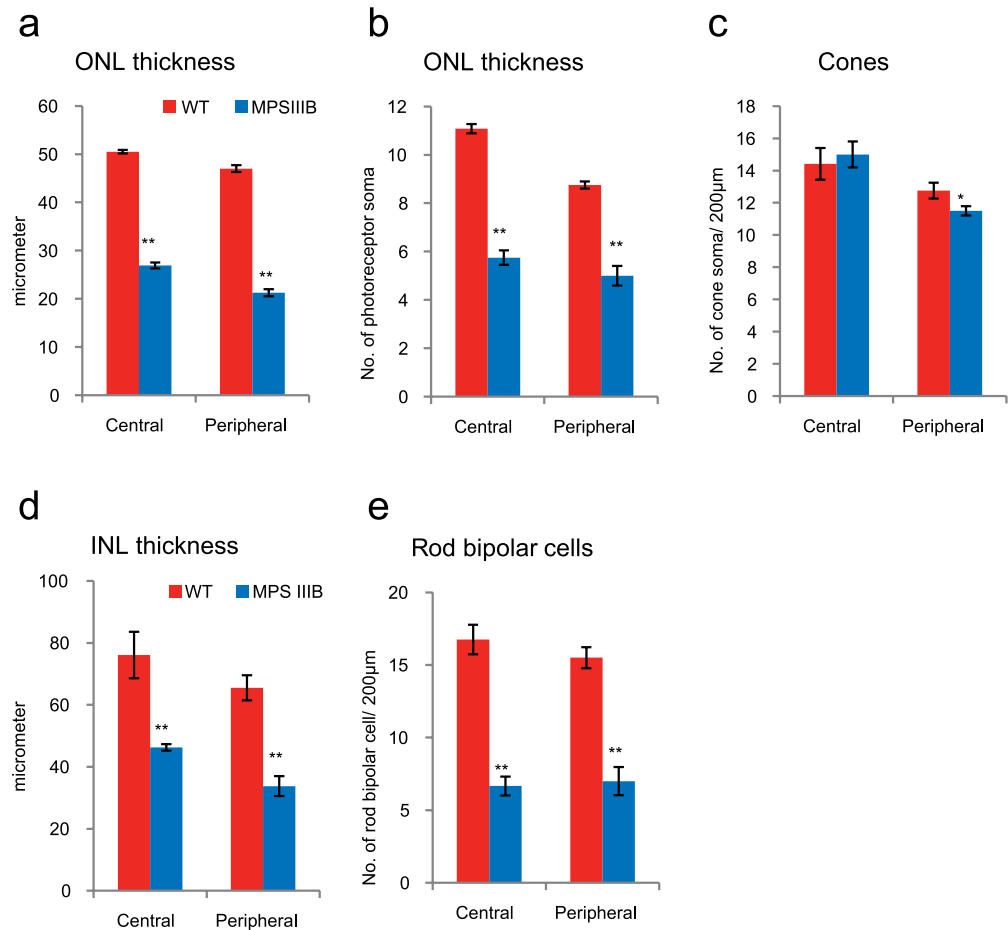 a
ONL thickness
WT MPSIIIB
micrometer
60
50
40
30
20
10
0
**
**
Central Peripheral
b
ONL thickness
No. of photoreceptor soma
12
10
8
6
4
2
0
**
**
Central Peripheral
c
Cones
No. of cone soma/ 200µm
18
16
14
12
10
8
6
4
2
0
*
Central Peripheral
d
INL thickness
WT MPS IIIB
micrometer
100
80
60
40
20
0
**
**
Central Peripheral
e
Rod bipolar cells
No. of rod bipolar cell/ 200µm
20
15
10
5
0
**
**
Central Peripheral